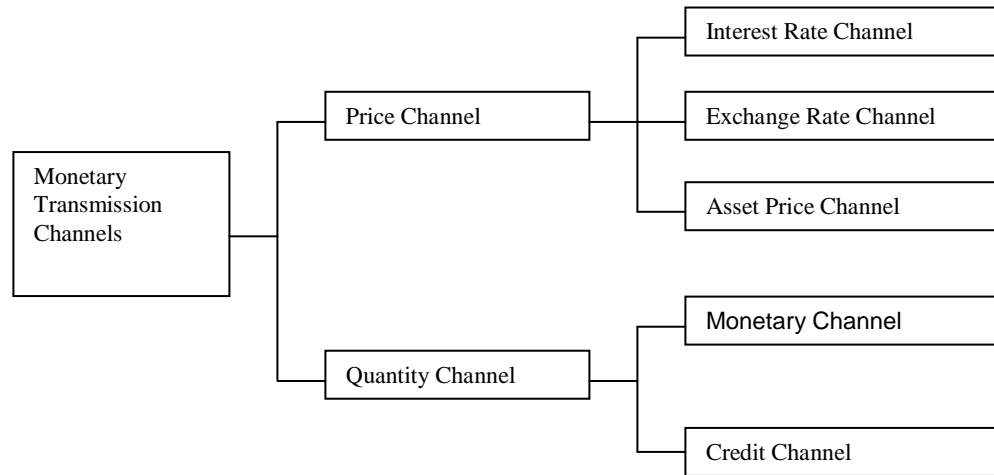 Interest Rate Channel
Price Channel
Exchange Rate Channel
Monetary
Transmission
Channels
Asset Price Channel
Monetary Channel
Quantity Channel
Credit Channel